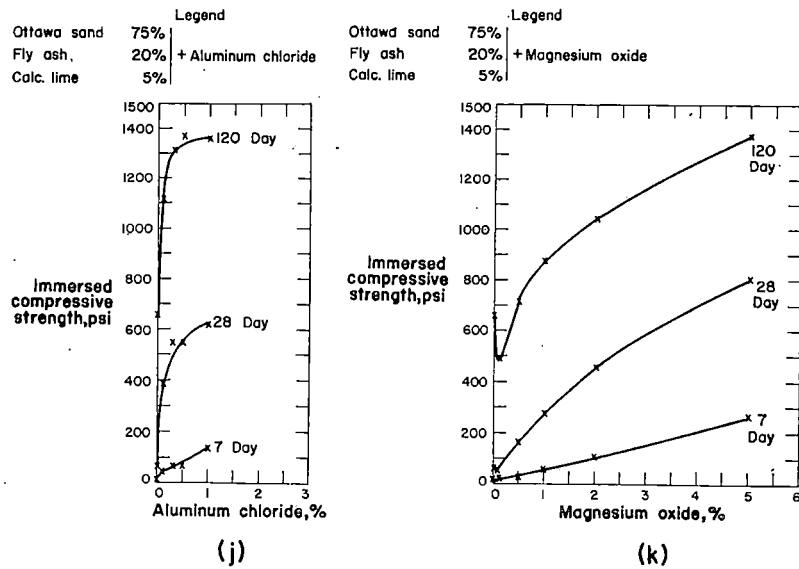 Legend
Ottawa sand 75%
Fly ash, 20% + Aluminum chloride
Calc. lime 5%
1500
1400
1200
1000
800
600
400
200
0
Immersed
compressive
strength, psi
120 Day
28 Day
7 Day
0 1 2 3
Aluminum chloride, %
(j)
Legend
Ottawa sand 75%
Fly ash 20% + Magnesium oxide
Calc. lime 5%
1500
1400
1200
1000
800
600
400
200
0
Immersed
compressive
strength, psi
120
Day
28
Day
7
Day
0 1 2 3 4 5 6
Magnesium oxide, %
(k)